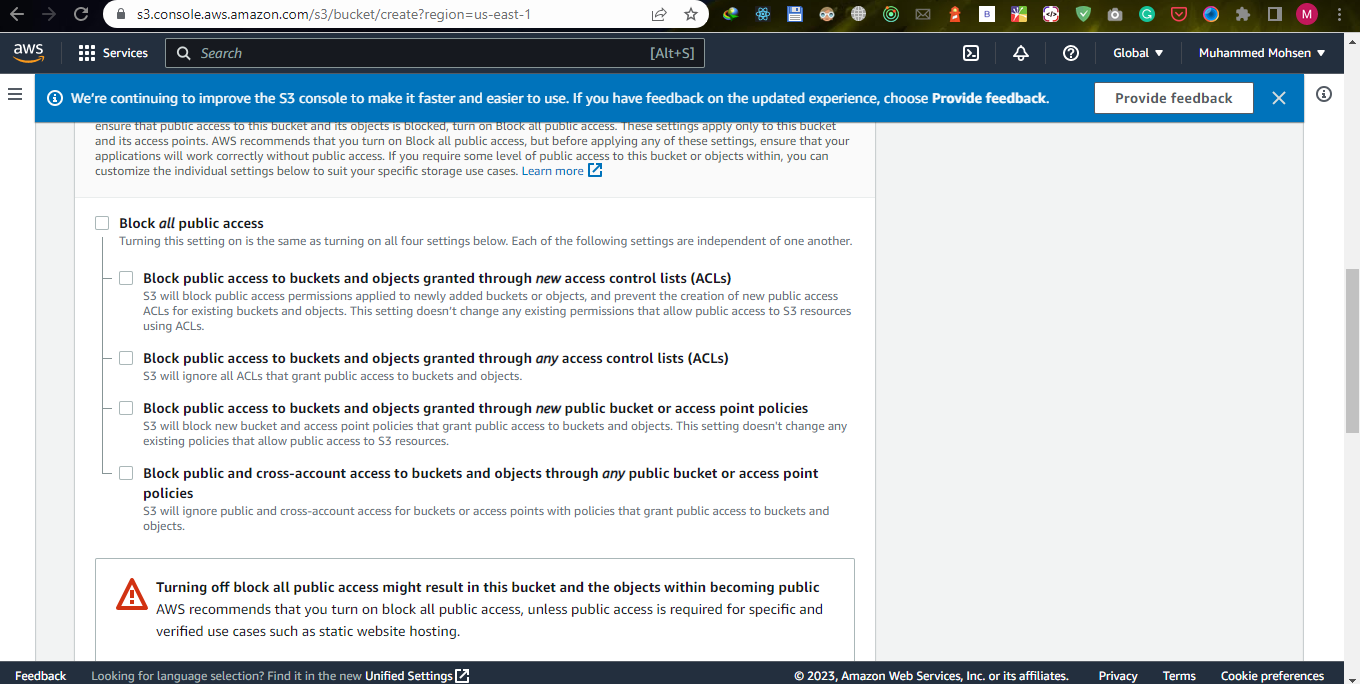 s3.console.aws.amazon.com/s3/bucket/create?region=us-east-1
B
G
M
aws
Services
Search
[Alt+S]
Global
Muhammed Mohsen
We're continuing to improve the S3 console to make it faster and easier to use. If you have feedback on the updated experience, choose Provide feedback.
Provide feedback
ensure that public access to this bucket and its objects is blocked, turn on Block all public access. These settings apply only to this bucket
and its access points. AWS recommends that you turn on Block all public access, but before applying any of these settings, ensure that your
applications will work correctly without public access. If you require some level of public access to this bucket or objects within, you can
customize the individual settings below to suit your specific storage use cases. Learn more
Block all public access
Turning this setting on is the same as turning on all four settings below. Each of the following settings are independent of one another.
Block public access to buckets and objects granted through new access control lists (ACLs)
S3 will block public access permissions applied to newly added buckets or objects, and prevent the creation of new public access
ACLs for existing buckets and objects. This setting doesn't change any existing permissions that allow public access to S3 resources
using ACLs.
Block public access to buckets and objects granted through any access control lists (ACLs)
S3 will ignore all ACLs that grant public access to buckets and objects.
Block public access to buckets and objects granted through new public bucket or access point policies
S3 will block new bucket and access point policies that grant public access to buckets and objects. This setting doesn't change any
existing policies that allow public access to S3 resources.
Block public and cross-account access to buckets and objects through any public bucket or access point
policies
S3 will ignore public and cross-account access for buckets or access points with policies that grant public access to buckets and
objects.
Turning off block all public access might result in this bucket and the objects within becoming public
AWS recommends that you turn on block all public access, unless public access is required for specific and
verified use cases such as static website hosting.
Feedback
Looking for language selection? Find it in the new Unified Settings
© 2023, Amazon Web Services, Inc. or its affiliates.
Privacy
Terms
Cookie preferences